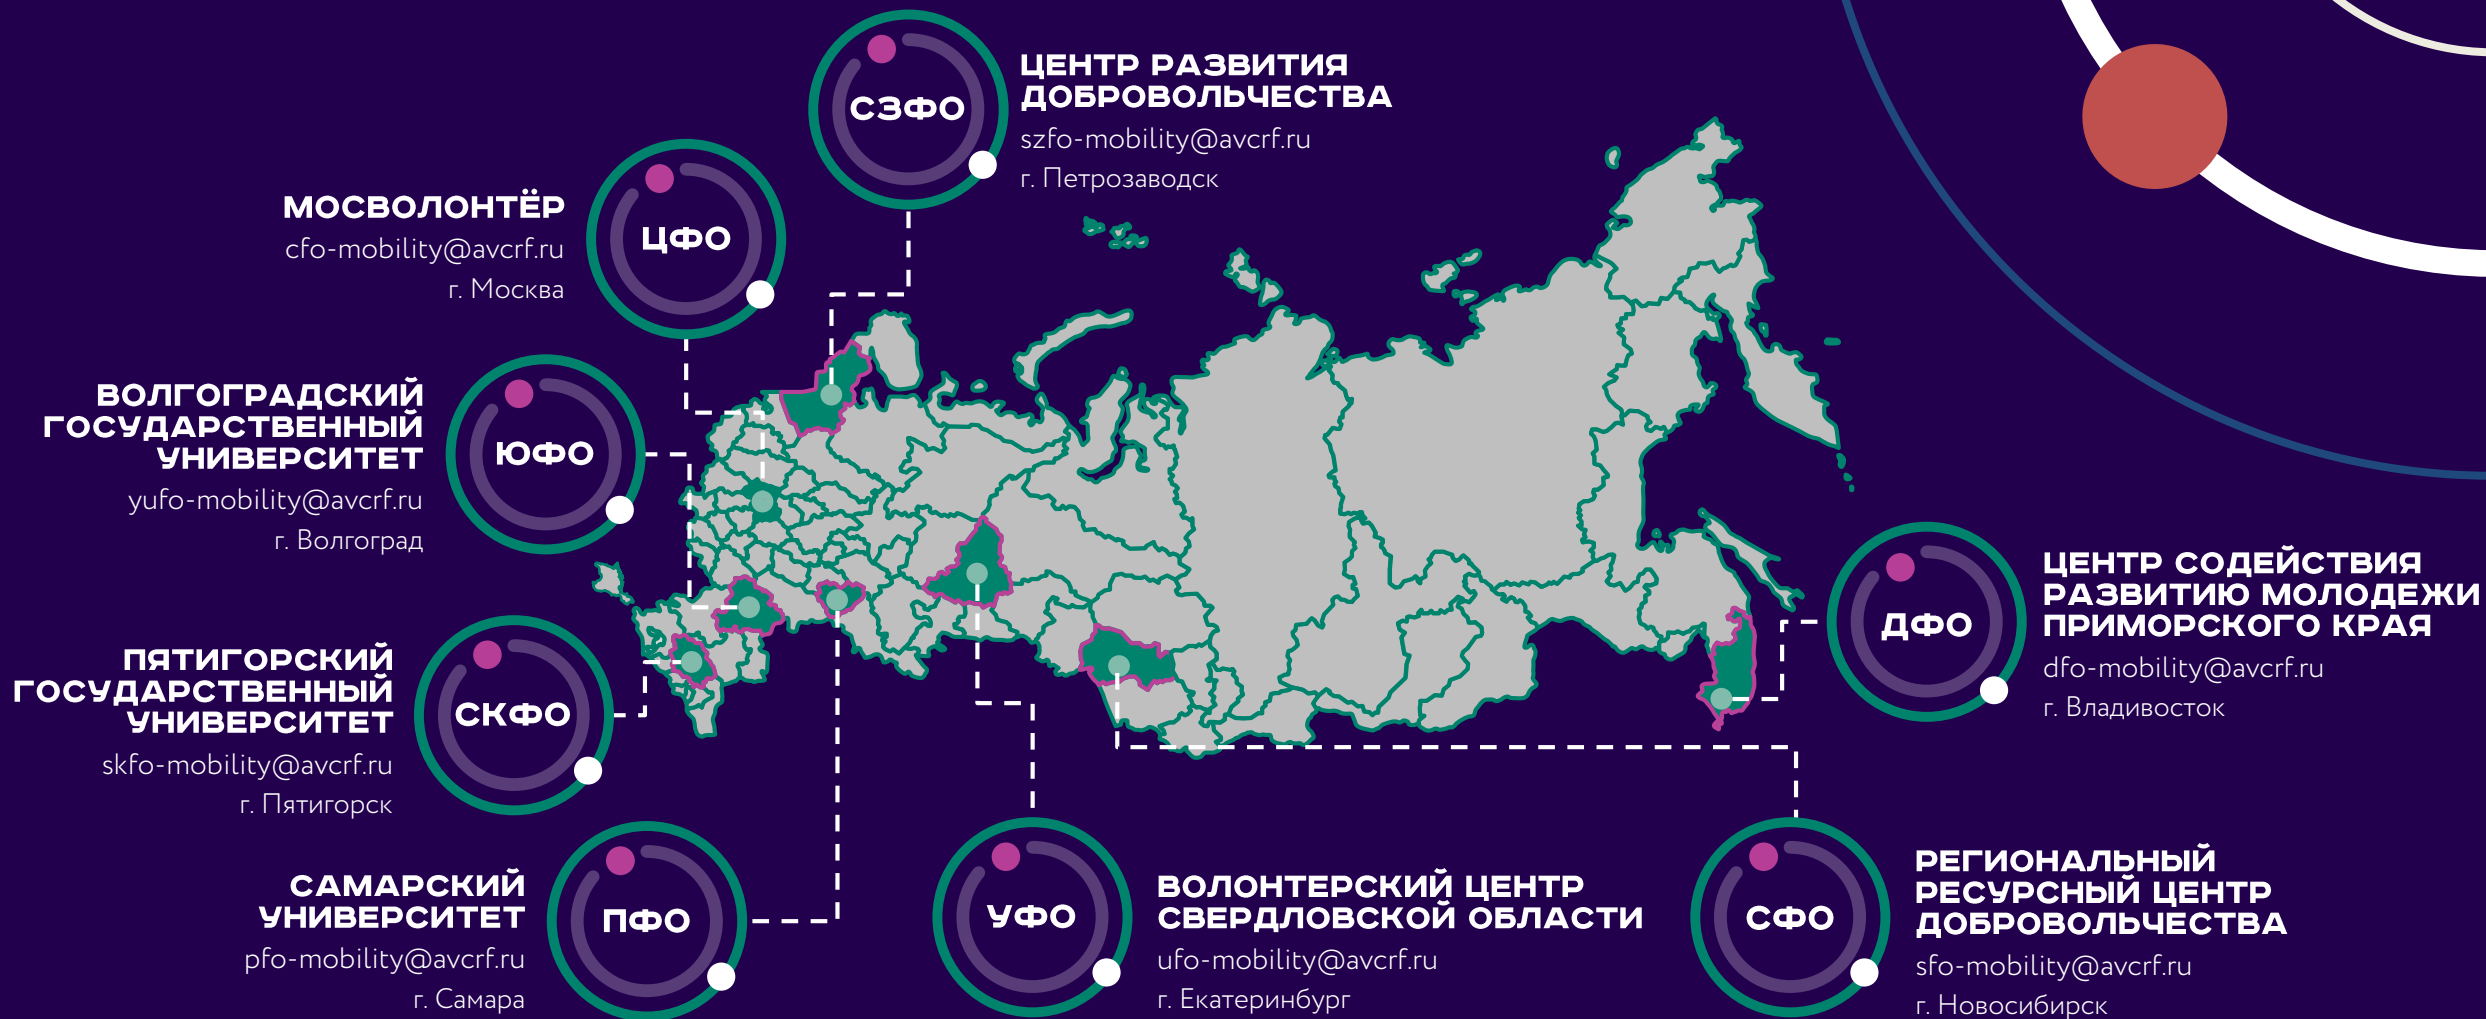 СЗФО
ЦЕНТР РАЗВИТИЯ
ДОБРОВОЛЬЧЕСТВА
szfo-mobility@avcrf.ru
г. Петрозаводск
МОСВОЛОНТЁР
cfo-mobility@avcrf.ru
г. Москва
ЦФО
ВОЛГОГРАДСКИЙ
ГОСУДАРСТВЕННЫЙ
УНИВЕРСИТЕТ
yufo-mobility@avcrf.ru
г. Волгоград
ЮФО
ПЯТИГОРСКИЙ
ГОСУДАРСТВЕННЫЙ
УНИВЕРСИТЕТ
skfo-mobility@avcrf.ru
г. Пятигорск
СКФО
ДФО
ЦЕНТР СОДЕЙСТВИЯ
РАЗВИТИЮ МОЛОДЕЖИ
ПРИМОРСКОГО КРАЯ
dfo-mobility@avcrf.ru
г. Владивосток
САМАРСКИЙ
УНИВЕРСИТЕТ
pfo-mobility@avcrf.ru
г. Самара
ПФО
УФО
ВОЛОНТЕРСКИЙ ЦЕНТР
СВЕРДЛОВСКОЙ ОБЛАСТИ
ufo-mobility@avcrf.ru
г. Екатеринбург
СФО
РЕГИОНАЛЬНЫЙ
РЕСУРСНЫЙ ЦЕНТР
ДОБРОВОЛЬЧЕСТВА
sfo-mobility@avcrf.ru
г. Новосибирск